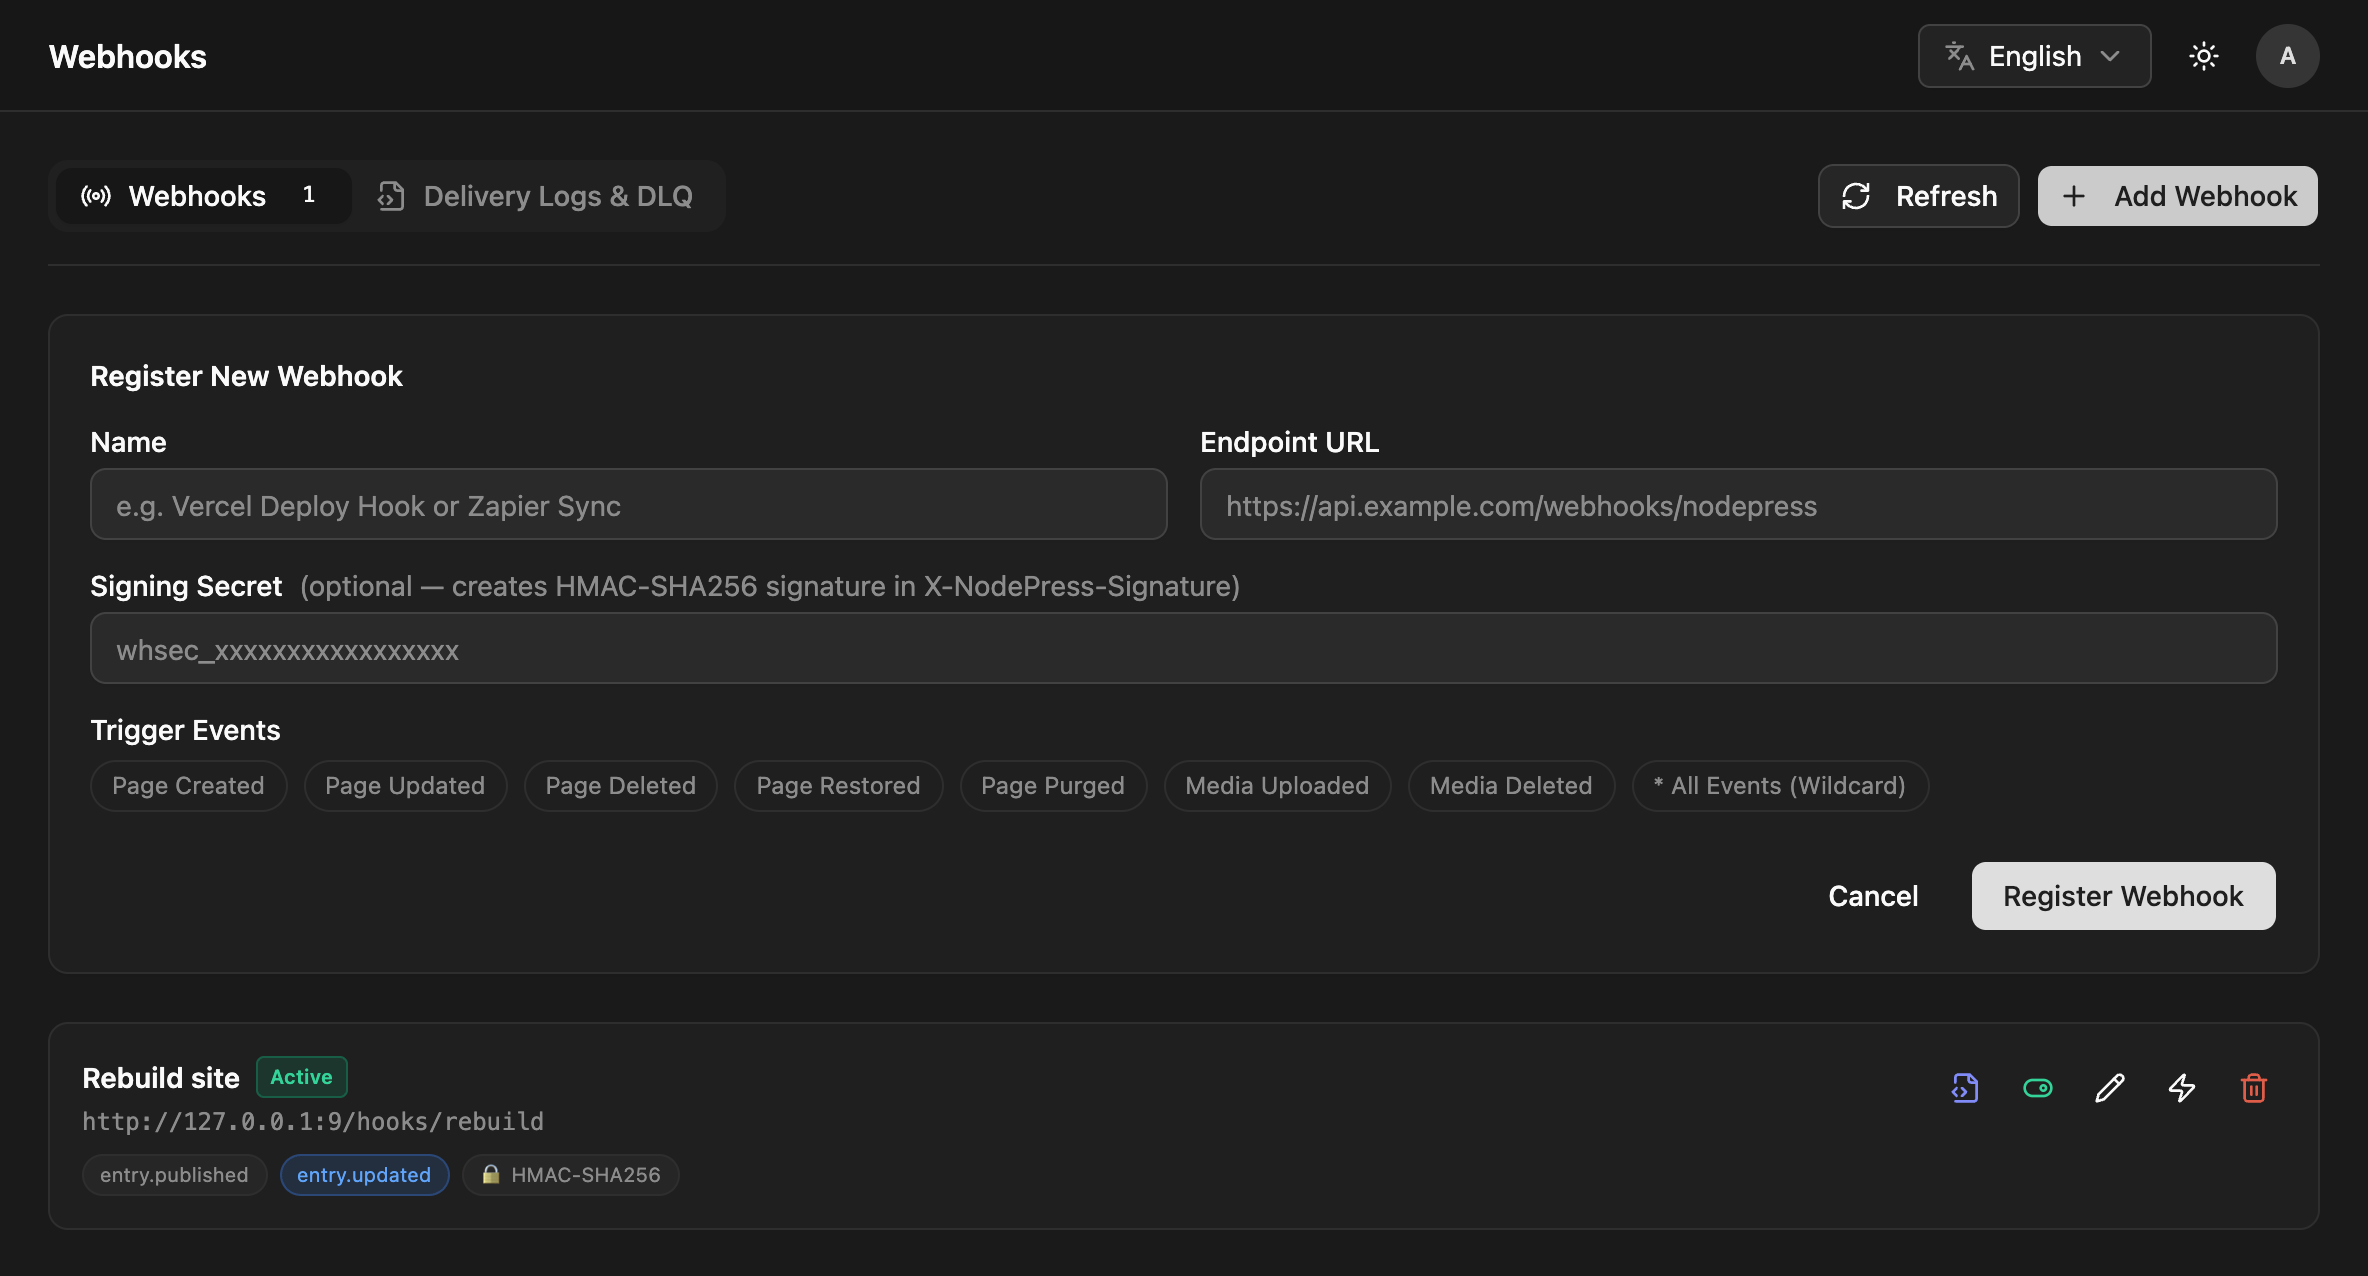 Webhooks
English
A
Webhooks 1
Delivery Logs & DLQ
Refresh
+ Add Webhook
Register New Webhook
Name
Endpoint URL
e.g. Vercel Deploy Hook or Zapier Sync
https://api.example.com/webhooks/nodepress
Signing Secret (optional — creates HMAC-SHA256 signature in X-NodePress-Signature)
whsec_xxxxxxxxxxxxxxxxx
Trigger Events
Page Created
Page Updated
Page Deleted
Page Restored
Page Purged
Media Uploaded
Media Deleted
* All Events (Wildcard)
Cancel
Register Webhook
Rebuild site Active
http://127.0.0.1:9/hooks/rebuild
entry.published
entry.updated
🔒 HMAC-SHA256